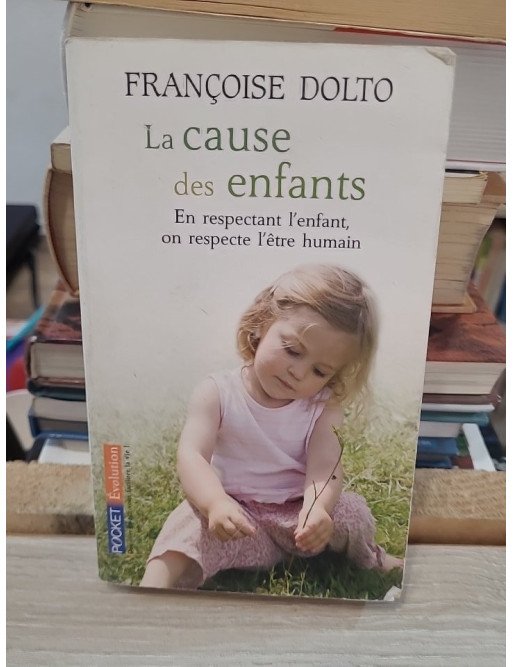 FRANÇOISE DOLTO
La cause
des enfants
En respectant l'enfant,
on respecte l'être humain
POCKET Évolution